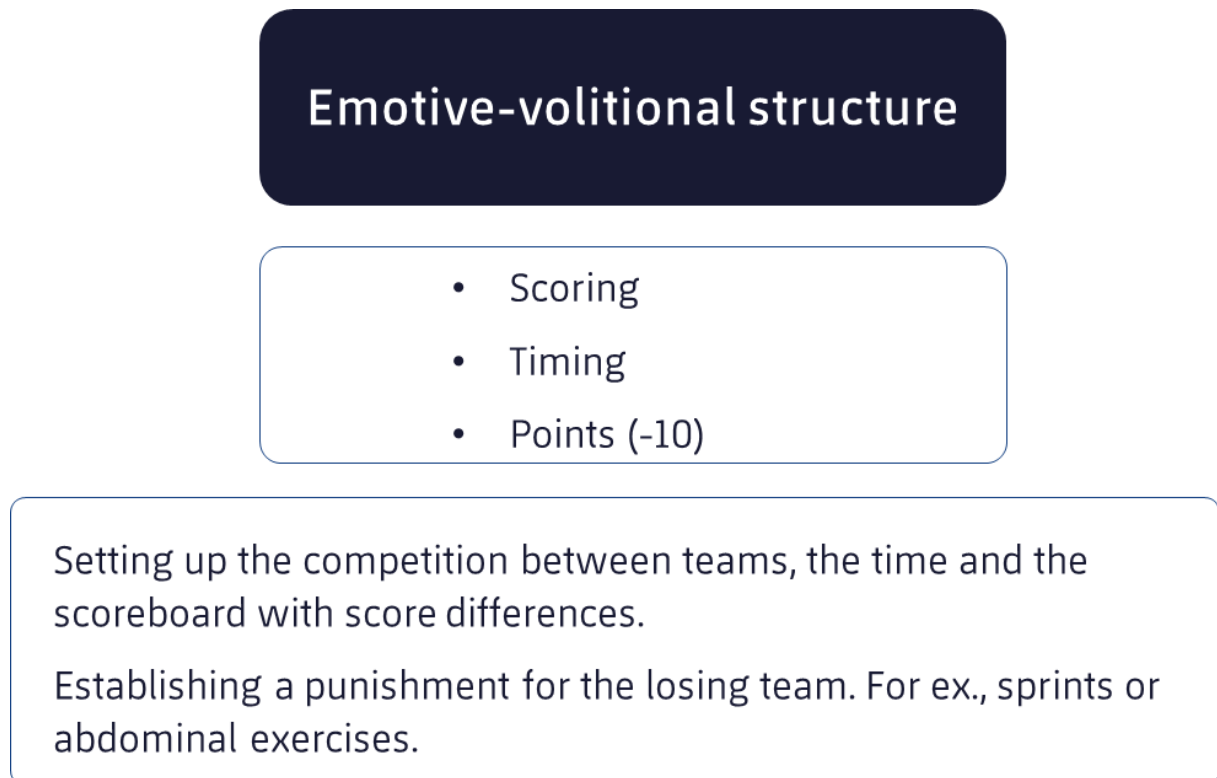 Emotive-volitional structure
• Scoring
• Timing
• Points (-10)
Setting up the competition between teams, the time and the
scoreboard with score differences.
Establishing a punishment for the losing team. For ex., sprints or
abdominal exercises.